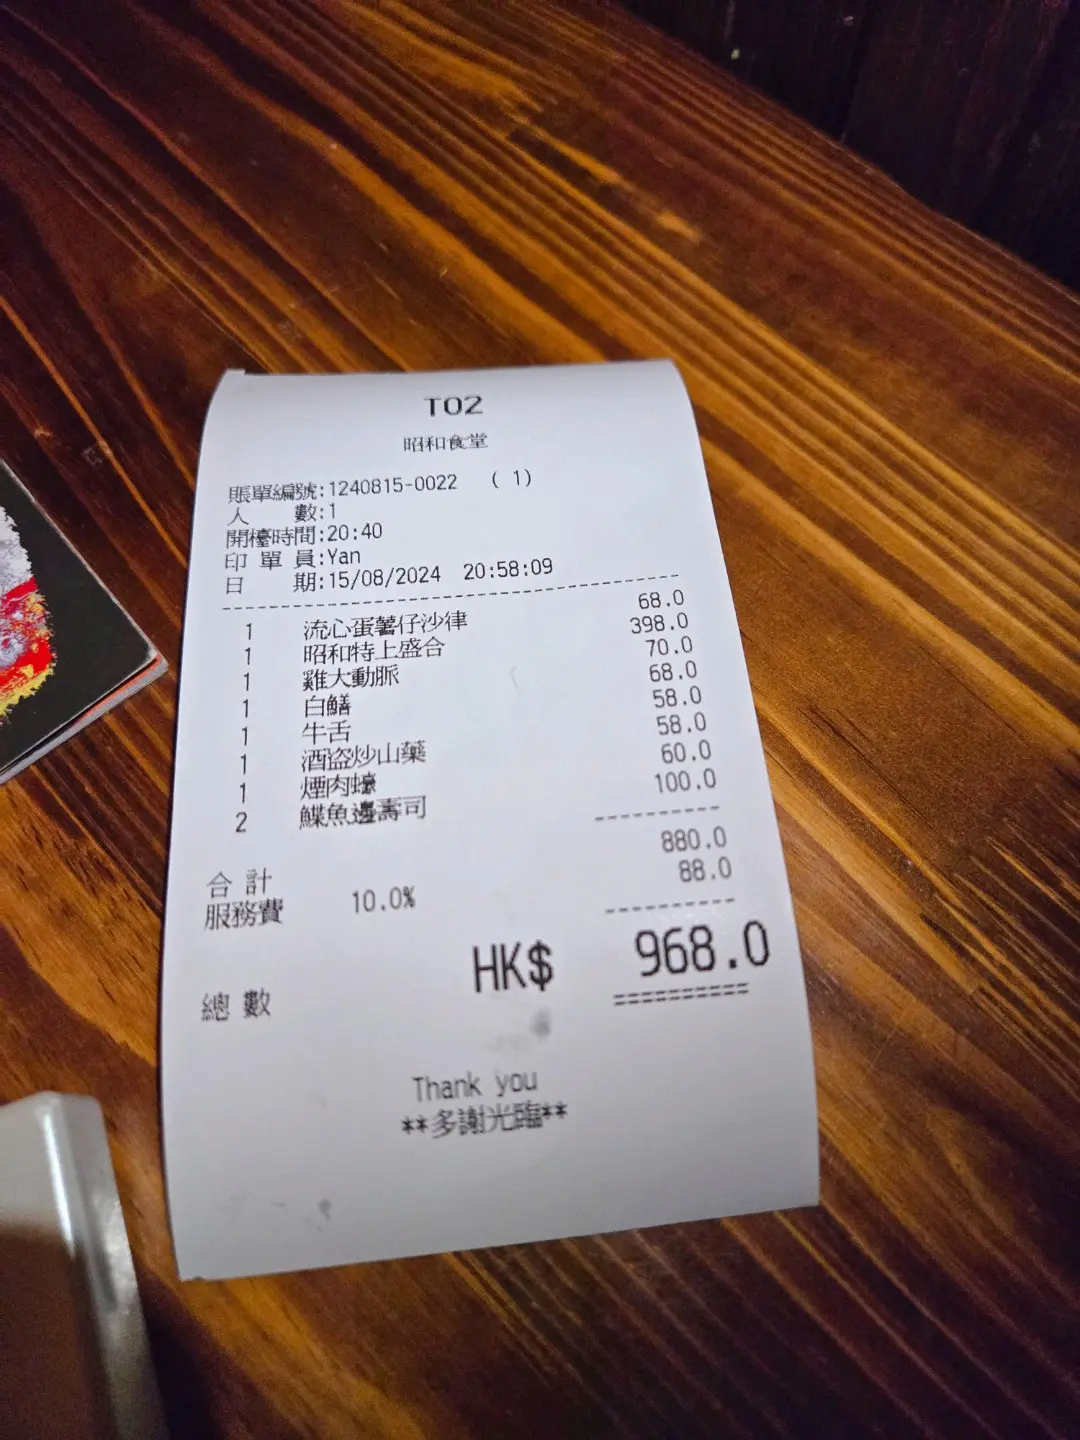 T02
昭和食堂
賬單編號:1240815-0022 ( 1)
人 數:1
開檯時間:20:40
印 單 員:Yan
日 期:15/08/2024 20:58:09
1 流心蛋薯仔沙律 68.0
1 昭和特上盛合 398.0
1 雞大動脈 70.0
1 白鱔 68.0
1 牛舌 58.0
1 酒盜炒山藥 58.0
1 煙肉蠔 60.0
2 鰈魚邊壽司 100.0
合 計 880.0
服務費 10.0% 88.0
總 數 HK$ 968.0
==========
Thank you
**多謝光臨**